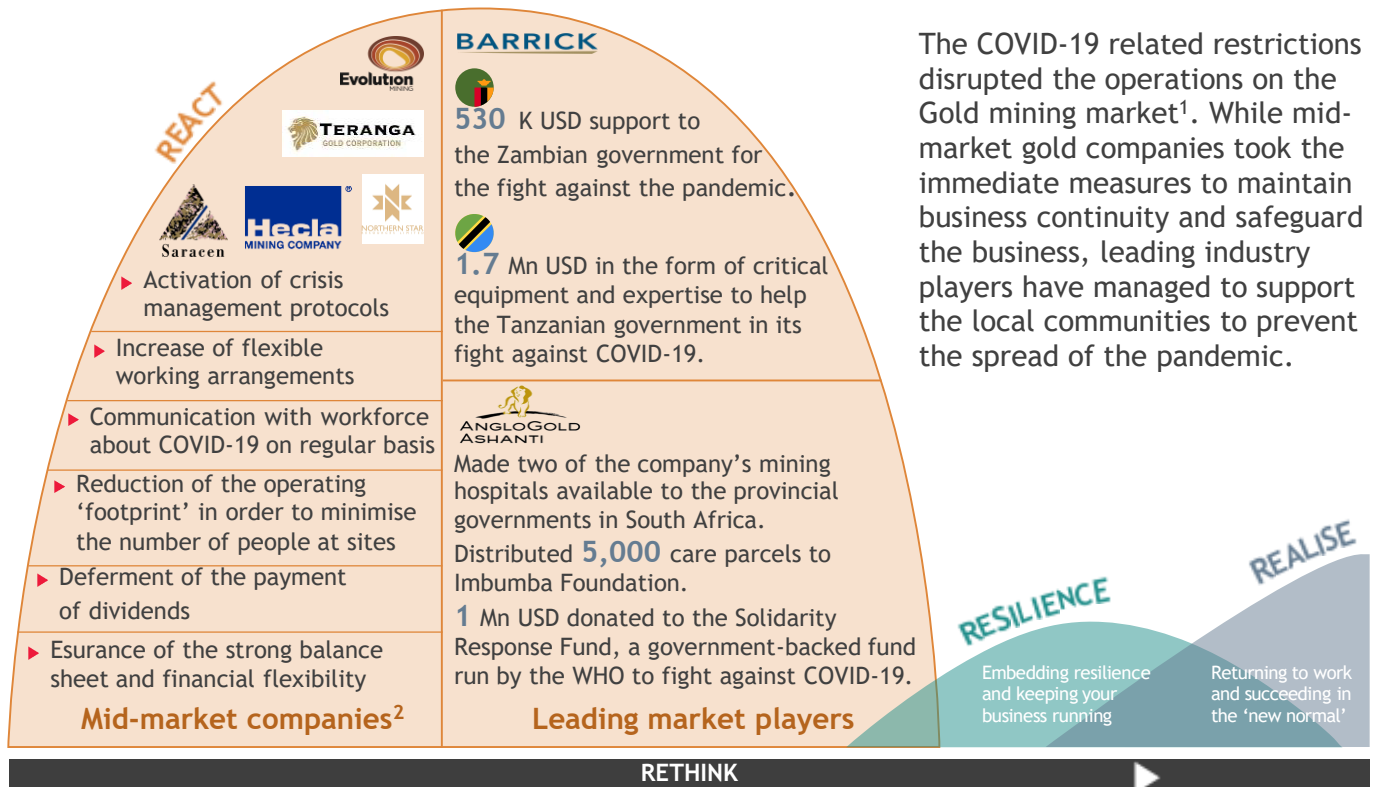 REACT
Evolution
MINING
TERANGA
GOLD CORPORATION
Saracen
Hecla
MINING COMPANY
®
NORTHERN STAR
▶ Activation of crisis
management protocols
▶ Increase of flexible
working arrangements
▶ Communication with workforce
about COVID-19 on regular basis
▶ Reduction of the operating
‘footprint’ in order to minimise
the number of people at sites
▶ Deferment of the payment
of dividends
▶ Esurance of the strong balance
sheet and financial flexibility
Mid-market companies²
BARRICK
530 K USD support to
the Zambian government for
the fight against the pandemic.
1.7 Mn USD in the form of critical
equipment and expertise to help
the Tanzanian government in its
fight against COVID-19.
ANGLOGOLD
ASHANTI
Made two of the company’s mining
hospitals available to the provincial
governments in South Africa.
Distributed 5,000 care parcels to
Imbumba Foundation.
1 Mn USD donated to the Solidarity
Response Fund, a government-backed fund
run by the WHO to fight against COVID-19.
Leading market players
The COVID-19 related restrictions
disrupted the operations on the
Gold mining market¹. While mid-
market gold companies took the
immediate measures to maintain
business continuity and safeguard
the business, leading industry
players have managed to support
the local communities to prevent
the spread of the pandemic.
RESILIENCE
Embedding resilience
and keeping your
business running
REALISE
Returning to work
and succeeding in
the ‘new normal’
RETHINK